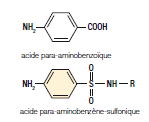 NH₂ COOH
acide para-aminobenzoïque
O
NH₂ S NH R
O
acide para-aminobenzène-sulfonique